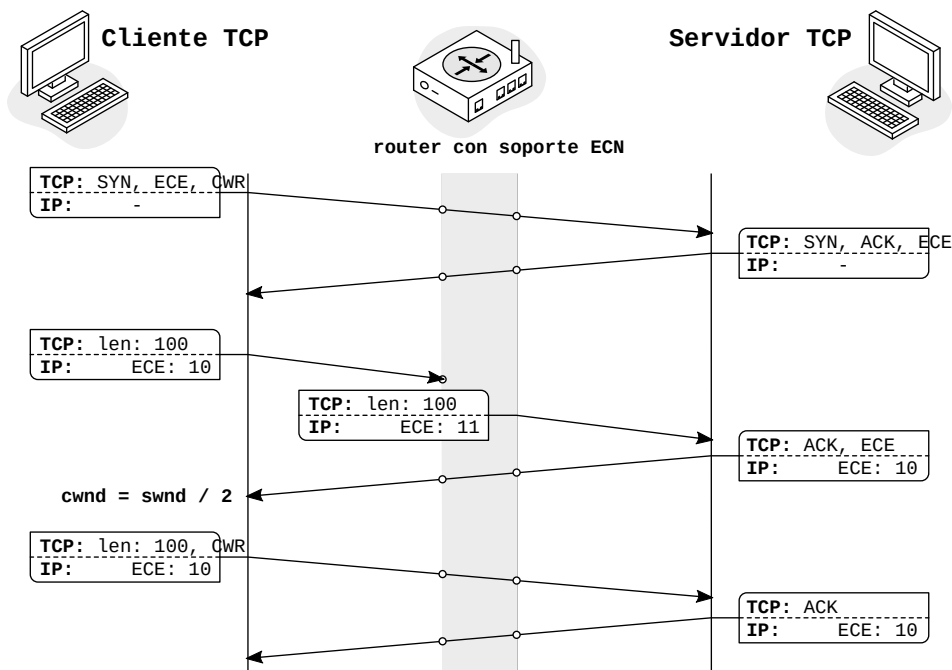 Cliente TCP
Servidor TCP
router con soporte ECN
TCP: SYN, ECE, CWR
IP: -
TCP: SYN, ACK, ECE
IP: -
TCP: len: 100
IP: ECE: 10
TCP: len: 100
IP: ECE: 11
TCP: ACK, ECE
IP: ECE: 10
cwnd = swnd / 2
TCP: len: 100, CWR
IP: ECE: 10
TCP: ACK
IP: ECE: 10